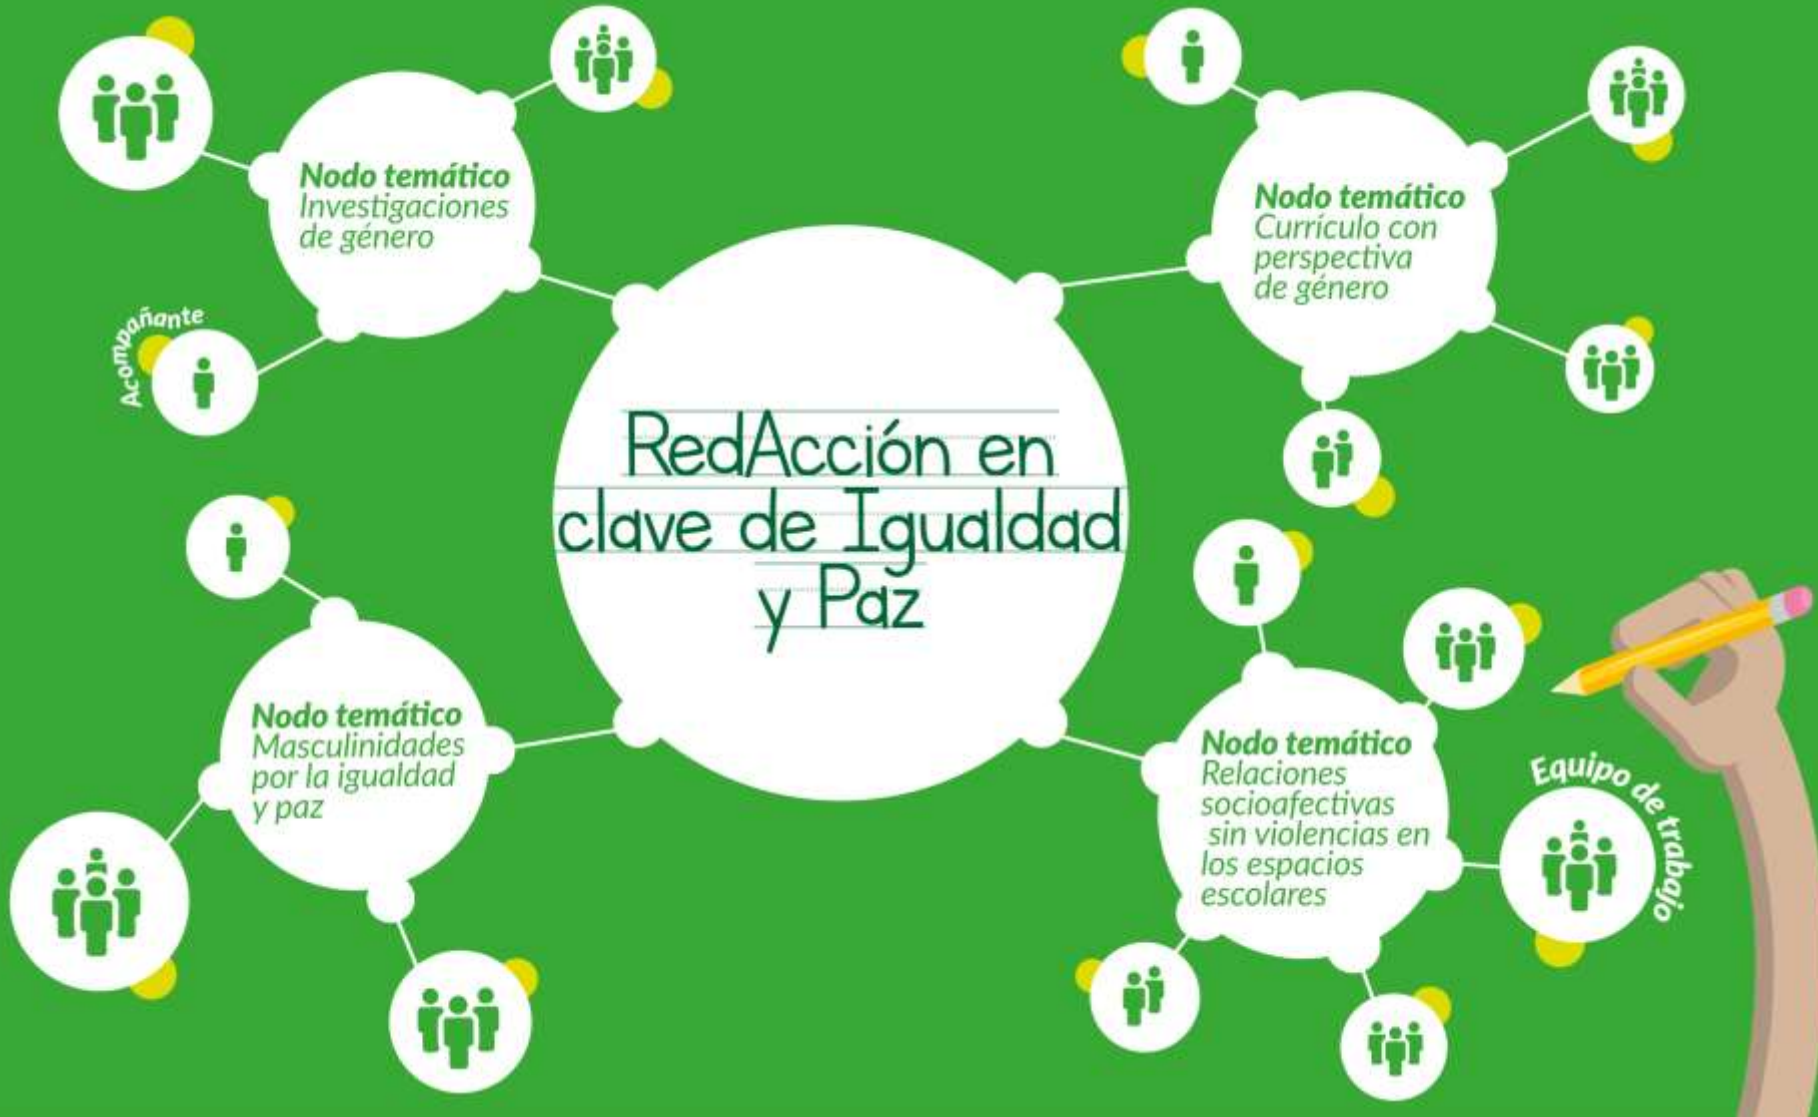 Nodo temático
Investigaciones
de género
Acompañante
Nodo temático
Currículo con
perspectiva
de género
RedAcción en
clave de Igualdad
y Paz
Nodo temático
Masculinidades
por la igualdad
y paz
Nodo temático
Relaciones
socioafectivas
sin violencias en
los espacios
escolares
Equipo de trabajo